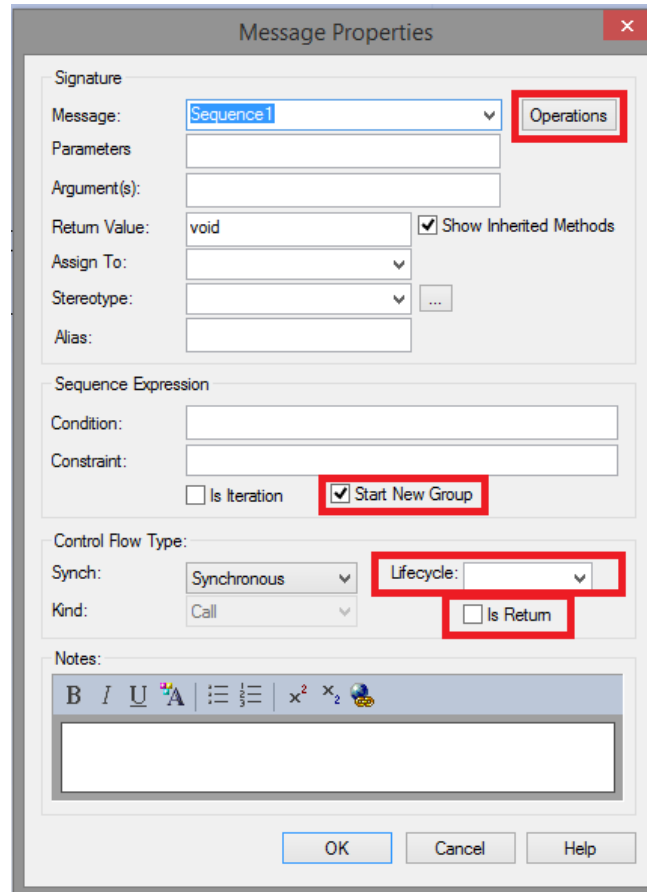 Message Properties
Signature
Message: Sequence1 Operations
Parameters
Argument(s):
Return Value: void Show Inherited Methods
Assign To:
Stereotype: ...
Alias:
Sequence Expression
Condition:
Constraint:
Is Iteration Start New Group
Control Flow Type:
Synch: Synchronous Lifecycle:
Kind: Call Is Return
Notes:
B I U A x² x₂
OK Cancel Help